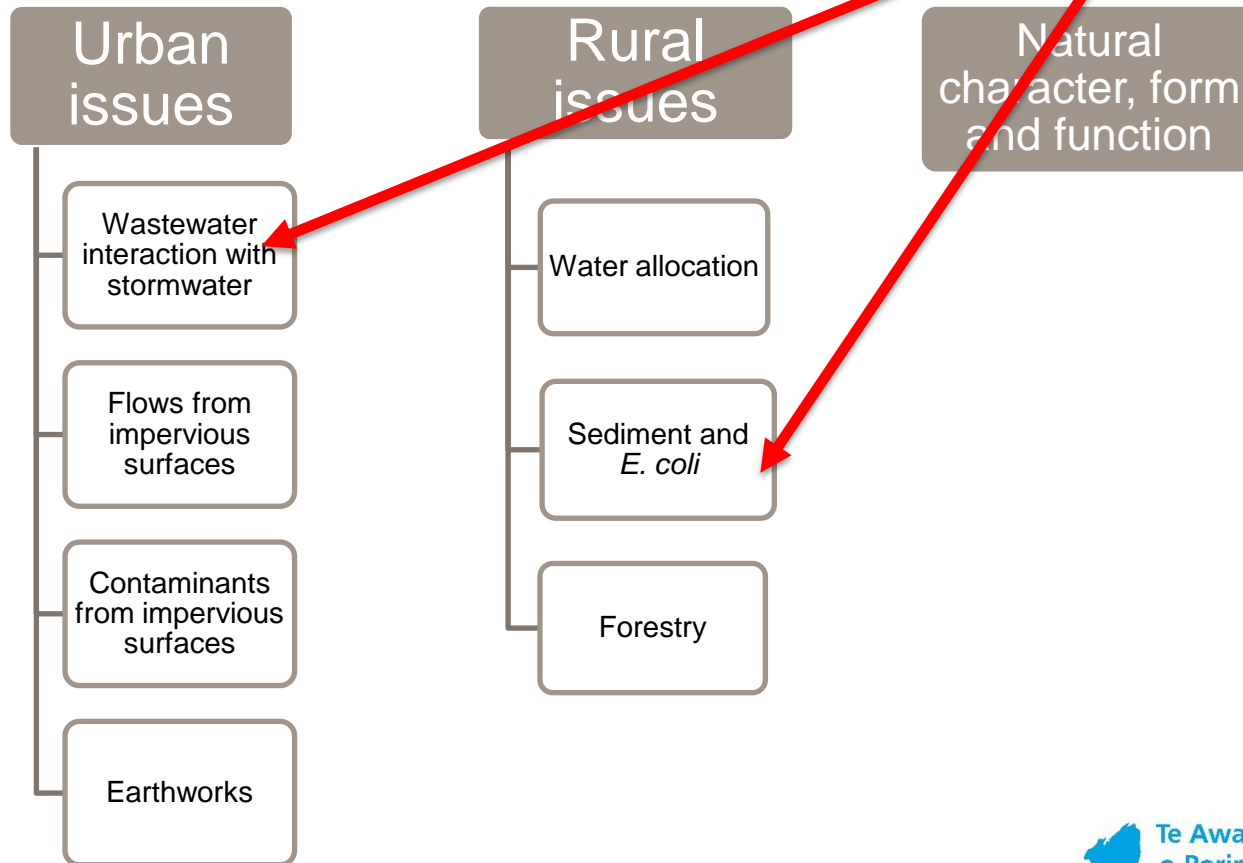 Urban
issues
Wastewater
interaction with
stormwater
Flows from
impervious
surfaces
Contaminants
from impervious
surfaces
Earthworks
Rural
issues
Water allocation
Sediment and
E. coli
Forestry
Natural
character, form
and function
Te Awa